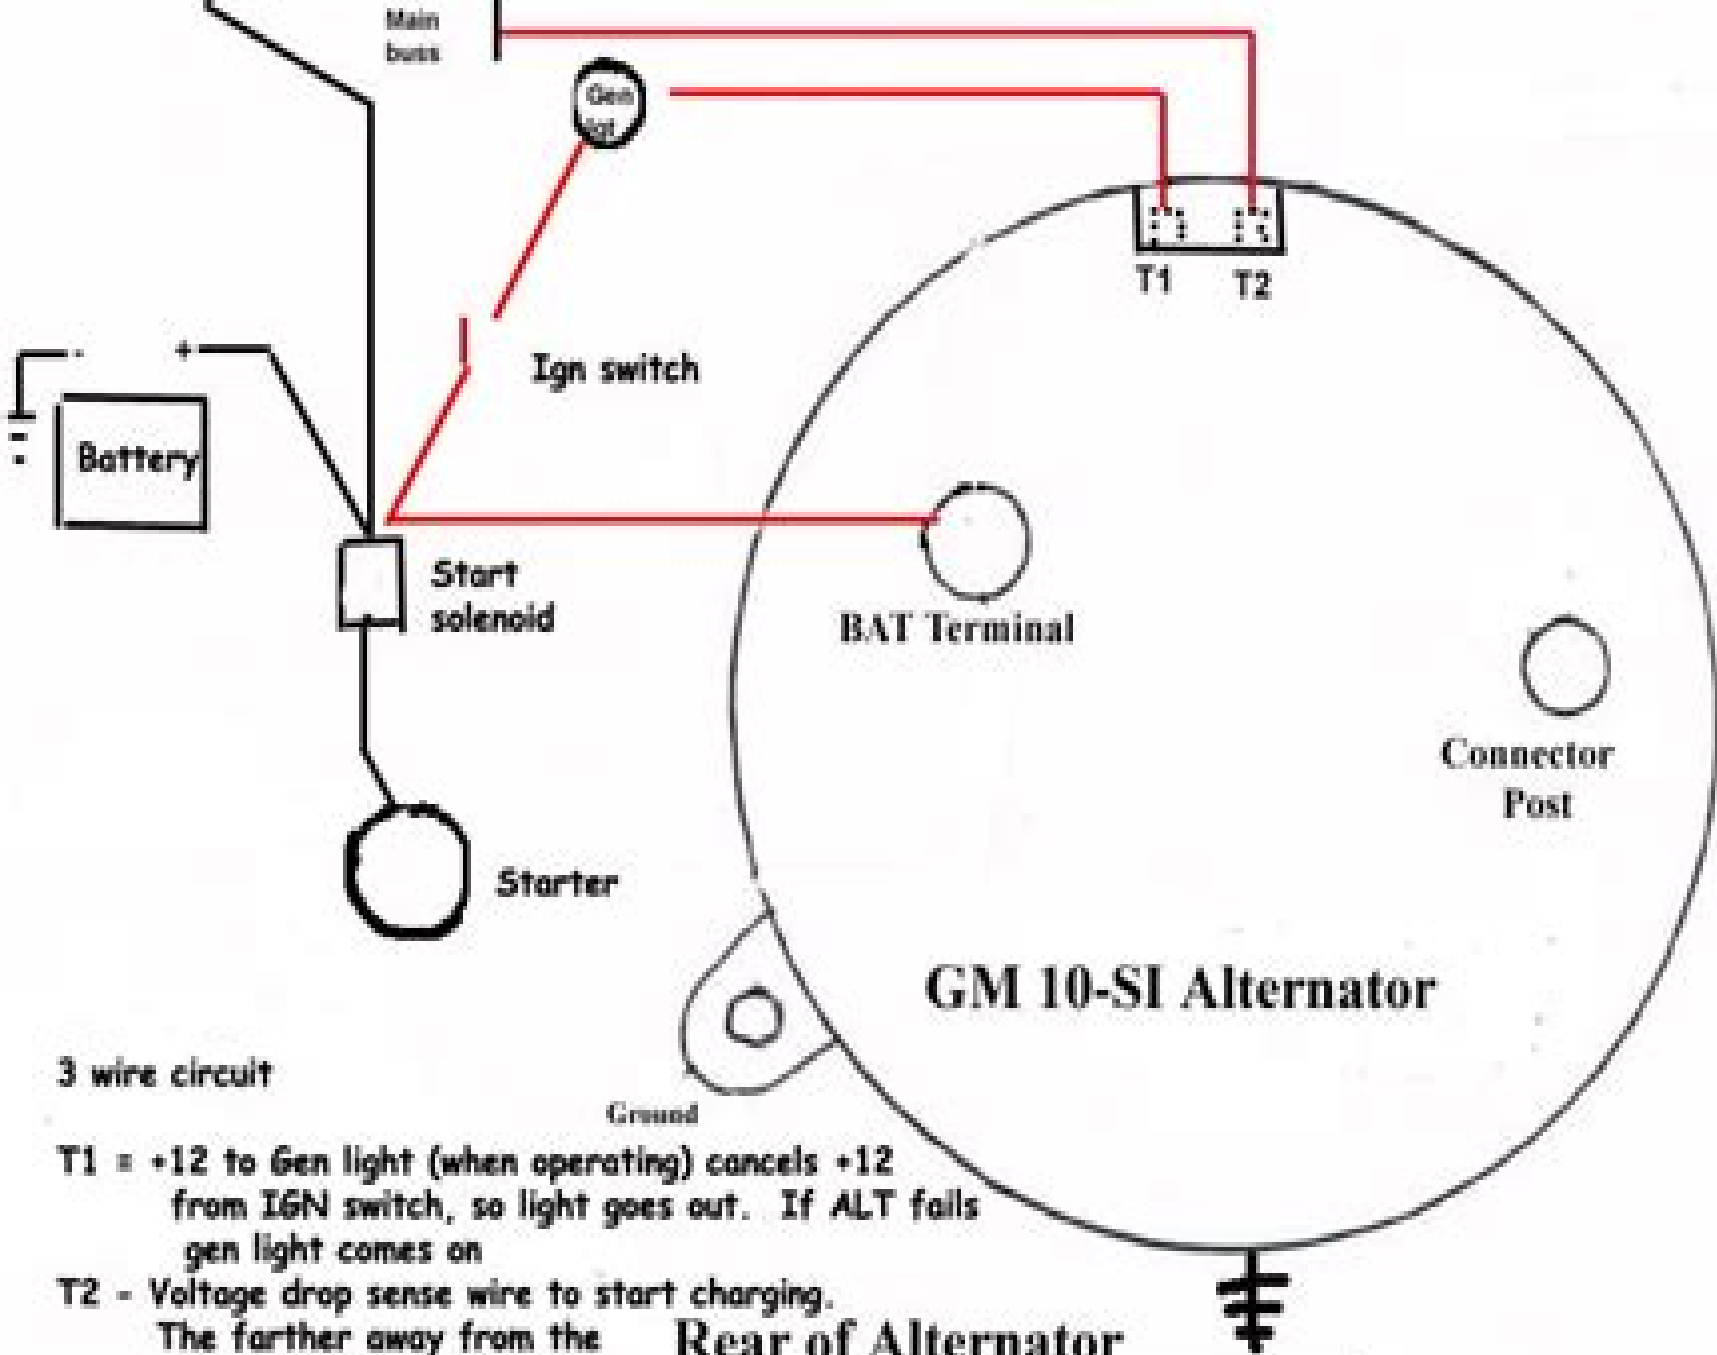 Main
buss
Gen
lgt
T1 T2
Ign switch
- +
Battery
Start
solenoid
BAT Terminal
Connector
Post
Starter
GM 10-SI Alternator
3 wire circuit
Ground
T1 = +12 to Gen light (when operating) cancels +12
from IGN switch, so light goes out. If ALT fails
gen light comes on
T2 - Voltage drop sense wire to start charging.
The farther away from the
Rear of Alternator